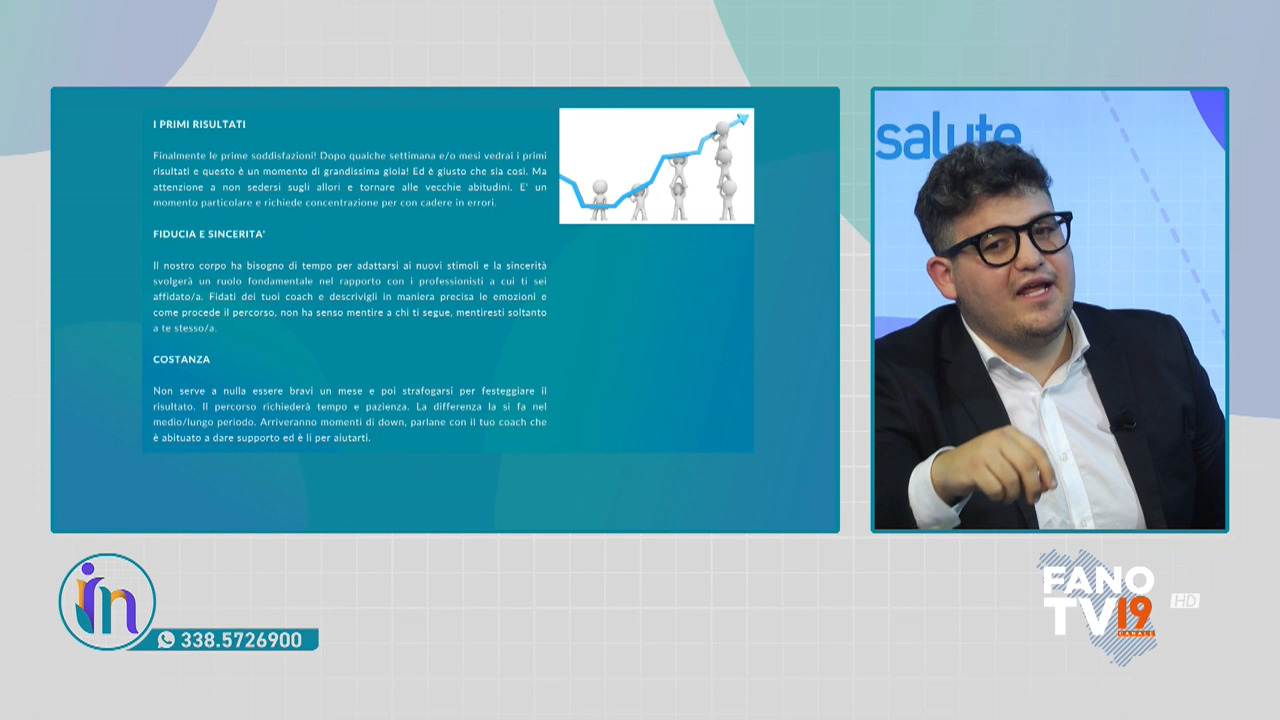 I PRIMI RISULTATI
Finalmente le prime soddisfazioni! Dopo qualche settimana e/o mesi vedrai i primi
risultati e questo è un momento di grandissima gioia! Ed è giusto che sia così. Ma
attenzione a non sedersi sugli allori e tornare alle vecchie abitudini. E' un
momento particolare e richiede concentrazione per con cadere in errori.
FIDUCIA E SINCERITA'
Il nostro corpo ha bisogno di tempo per adattarsi ai nuovi stimoli e la sincerità
svolgerà un ruolo fondamentale nel rapporto con i professionisti a cui ti sei
affidato/a. Fidati dei tuoi coach e descrivigli in maniera precisa le emozioni e
come procede il percorso, non ha senso mentire a chi ti segue, mentiresti soltanto
a te stesso/a.
COSTANZA
Non serve a nulla essere bravi un mese e poi strafogarsi per festeggiare il
risultato. Il percorso richiederà tempo e pazienza. La differenza la si fa nel
medio/lungo periodo. Arriveranno momenti di down, parlane con il tuo coach che
è abituato a dare supporto ed è lì per aiutarti.
salute
in
338.5726900
FANO
TV19
CANALE
HD